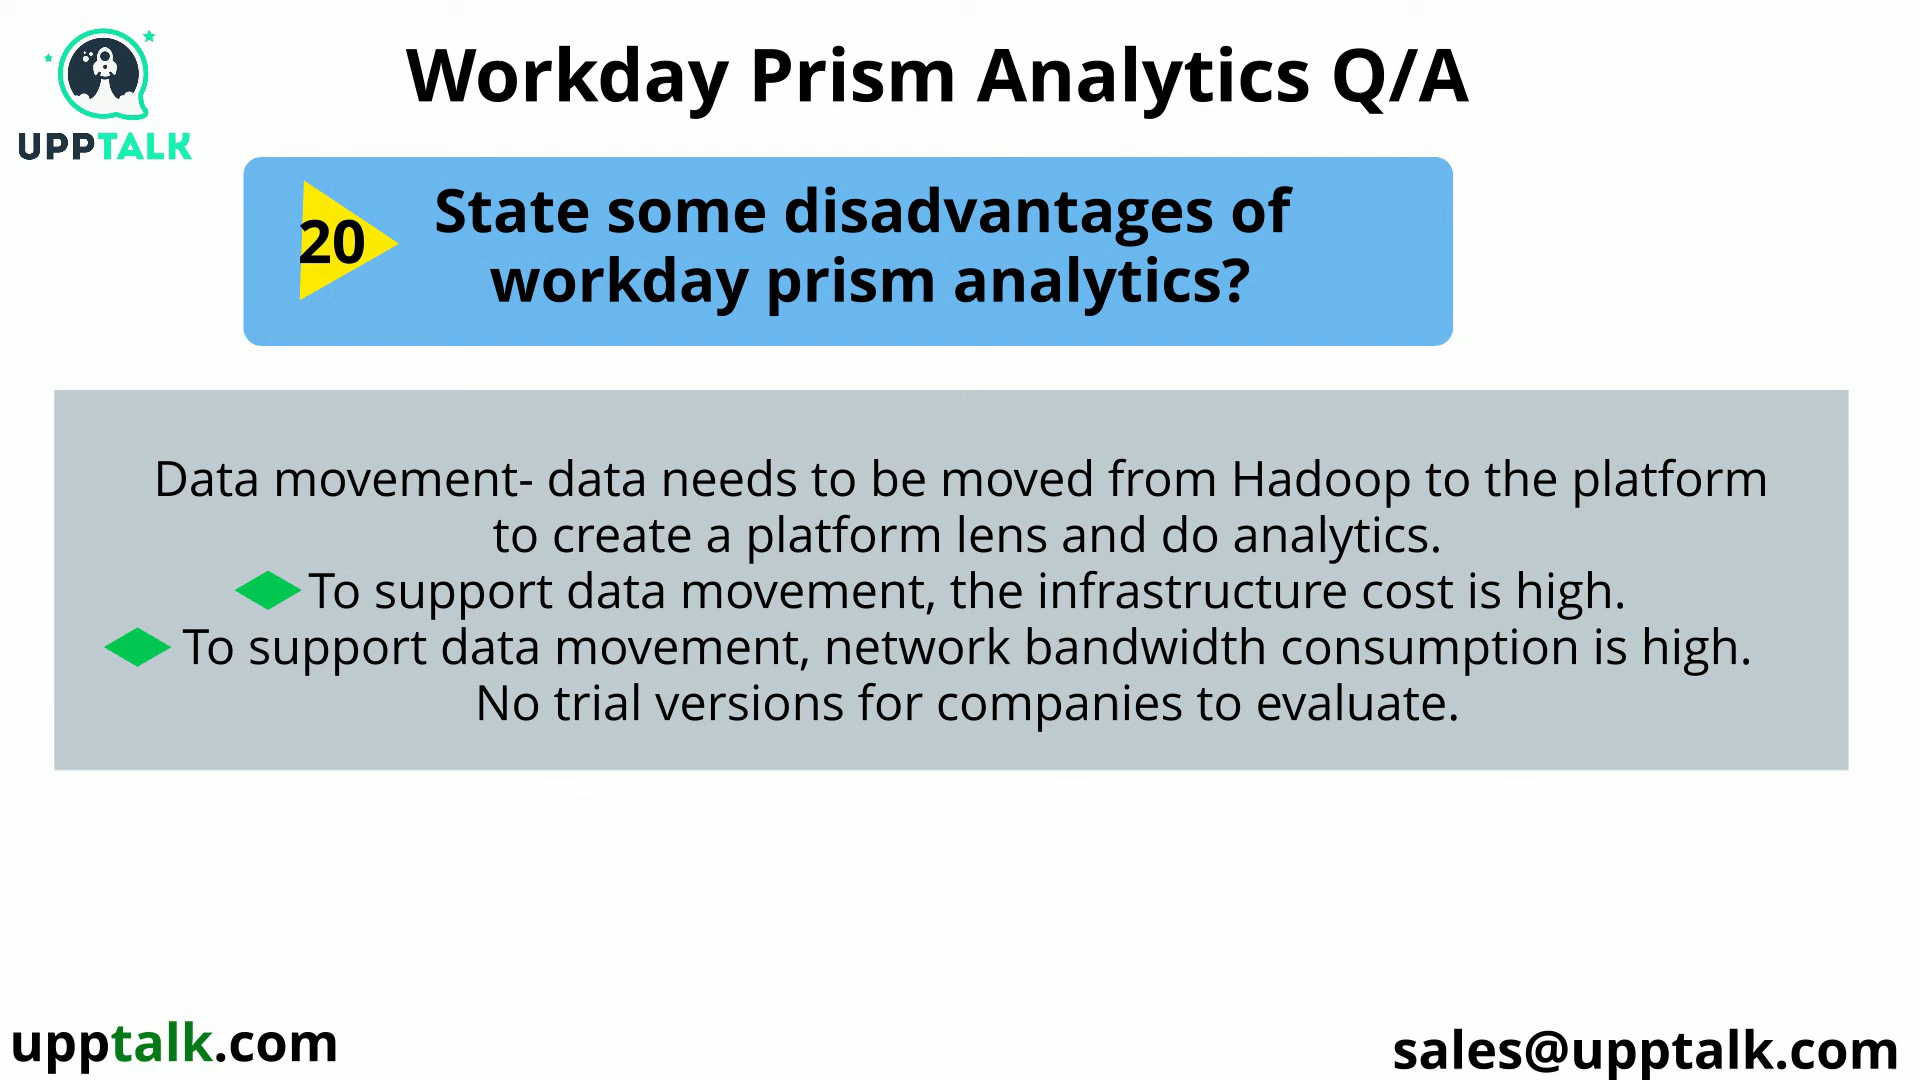 UPPTALK
Workday Prism Analytics Q/A
20
State some disadvantages of
workday prism analytics?
Data movement- data needs to be moved from Hadoop to the platform
to create a platform lens and do analytics.
To support data movement, the infrastructure cost is high.
To support data movement, network bandwidth consumption is high.
No trial versions for companies to evaluate.
upptalk.com
sales@upptalk.com